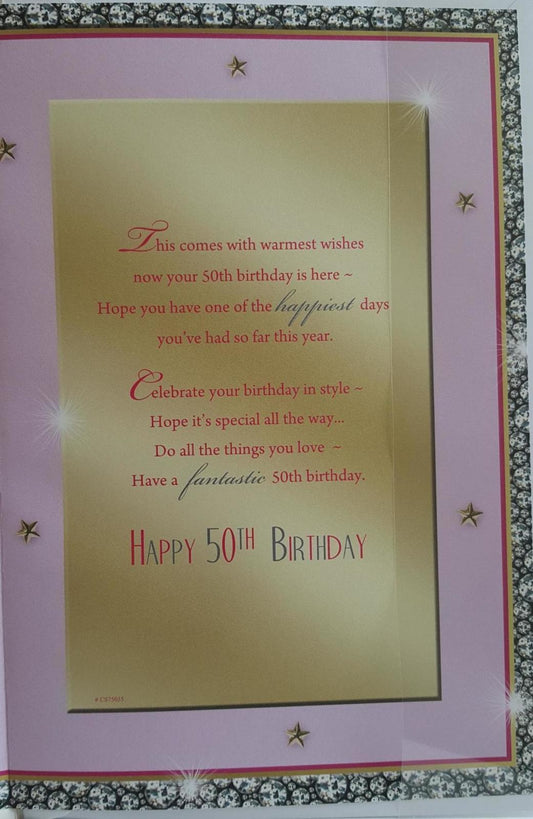 This comes with warmest wishes
now your 50th birthday is here ~
Hope you have one of the happiest days
you've had so far this year.
Celebrate your birthday in style ~
Hope it's special all the way...
Do all the things you love ~
Have a fantastic 50th birthday.
HAPPY 50TH BIRTHDAY